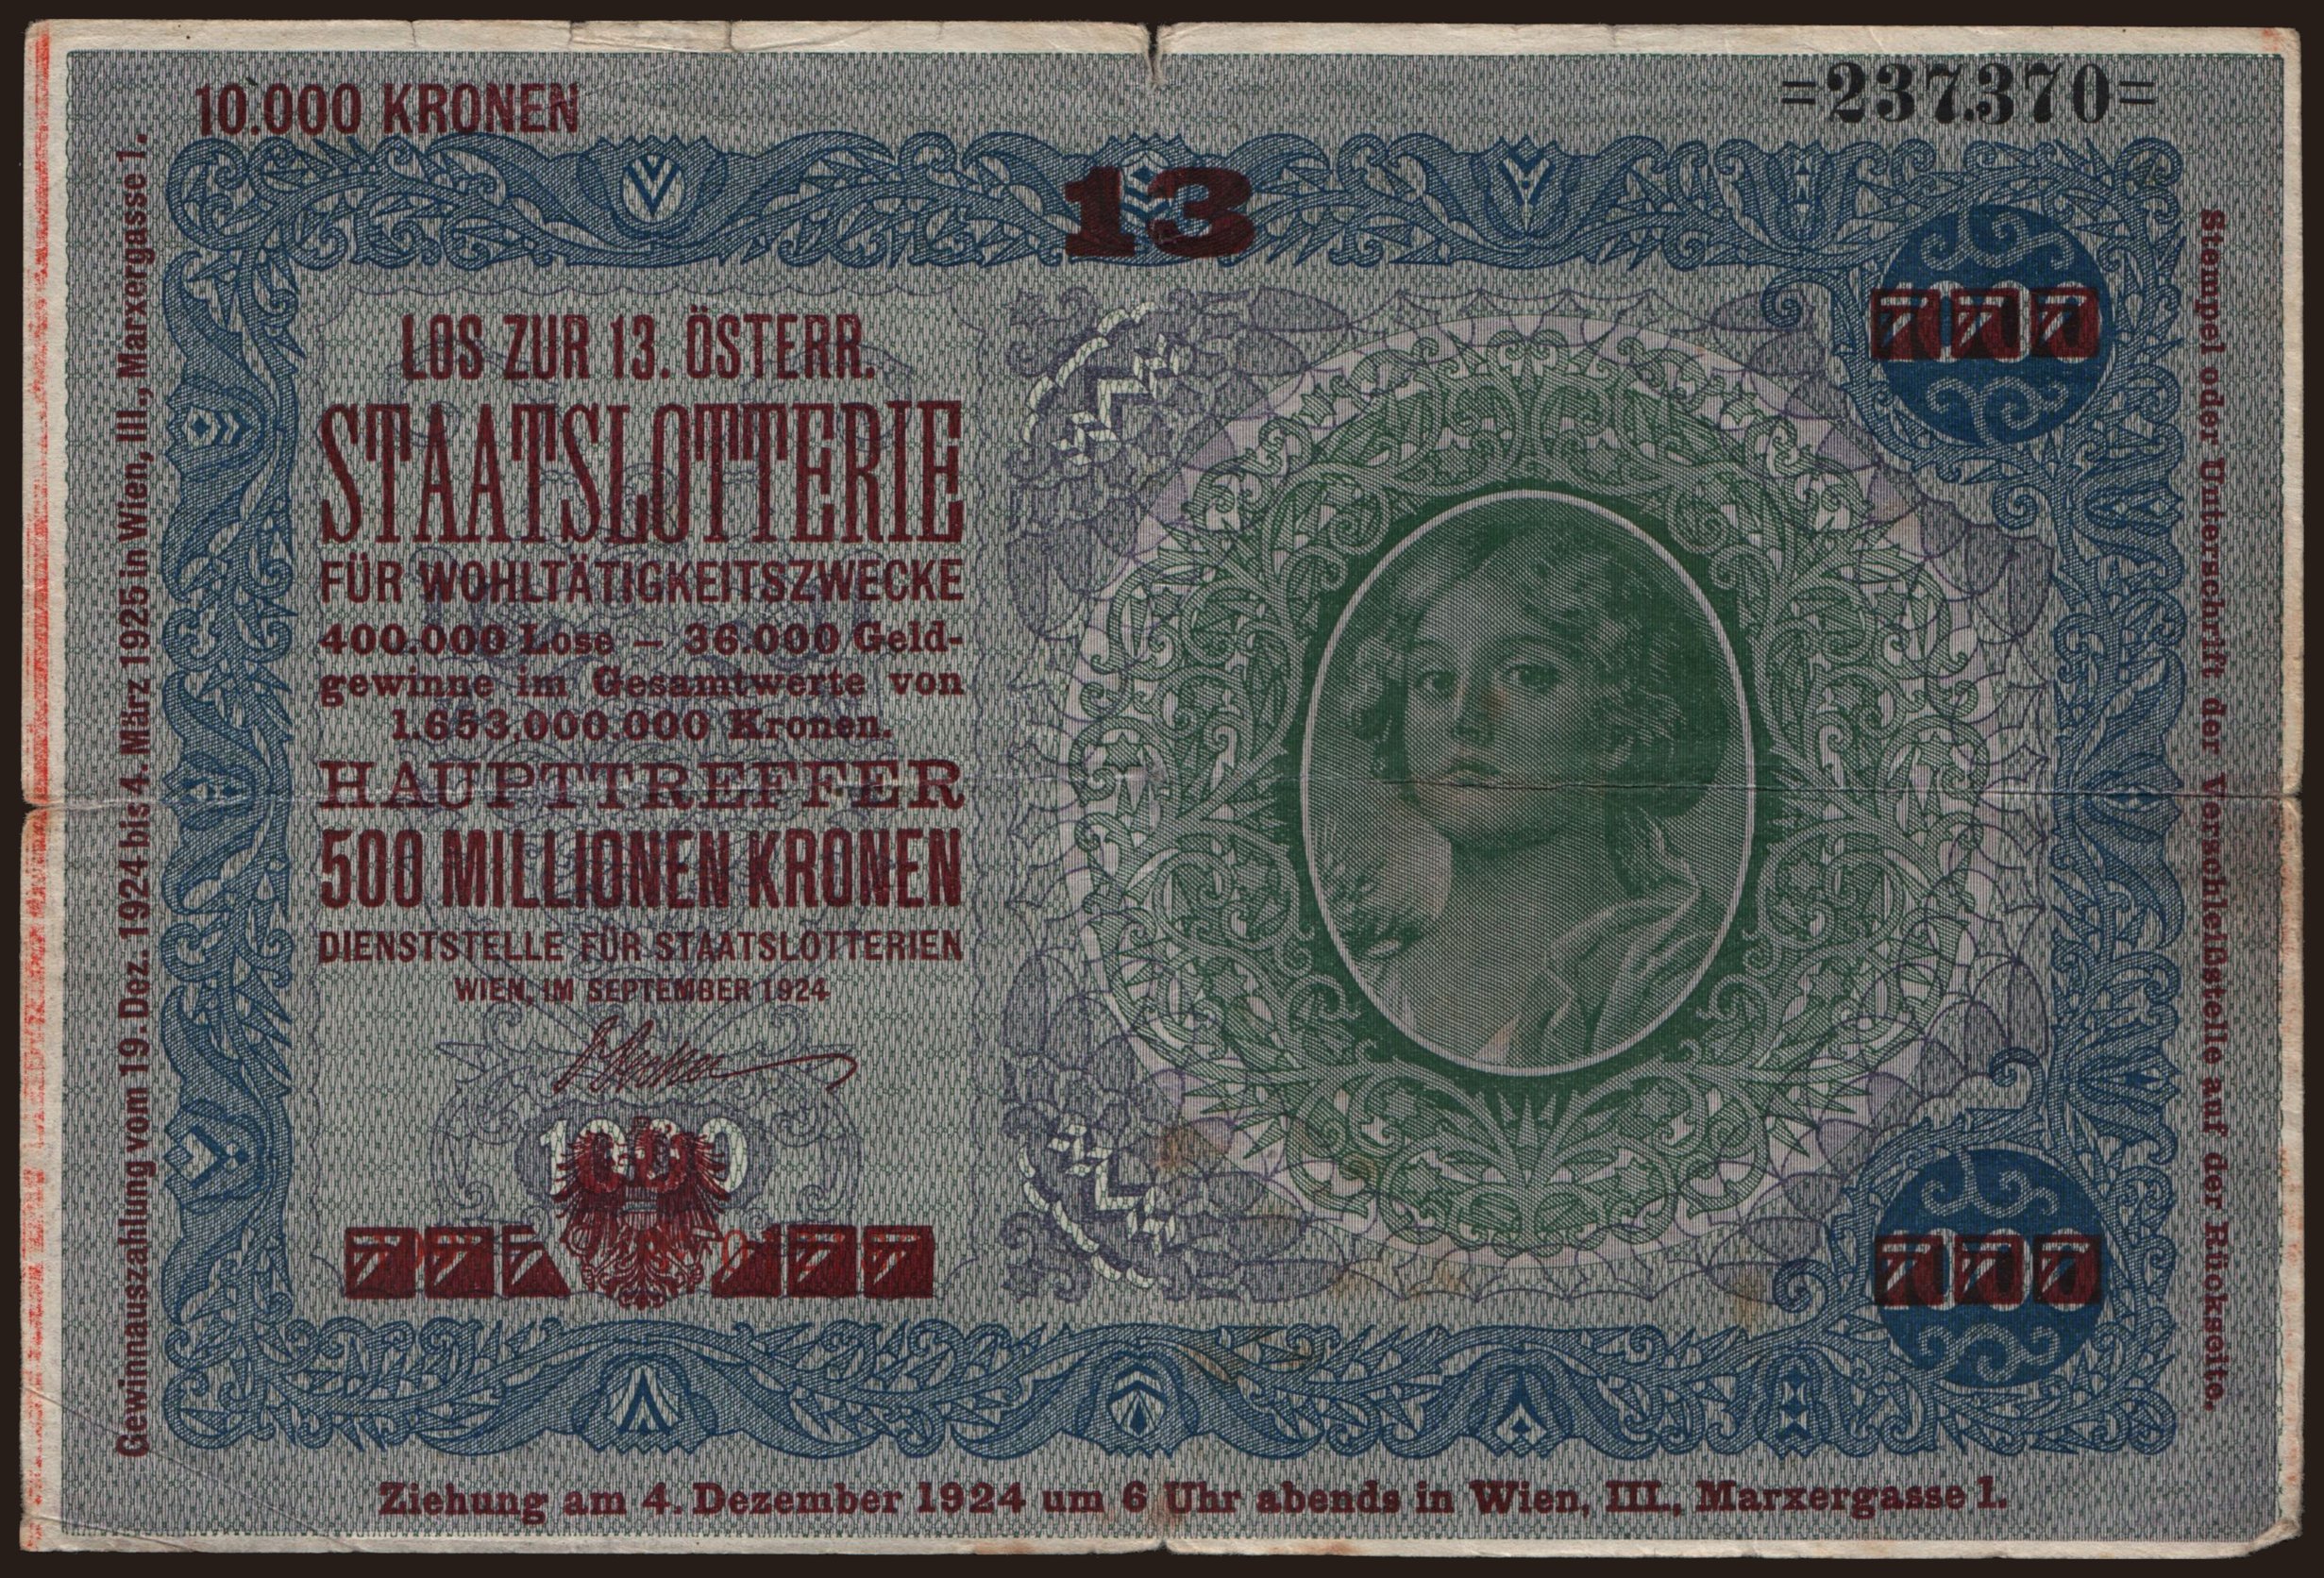 10.000 KRONEN
=237.370=
13
LOS ZUR 13. ÖSTERR.
STAATSLOTTERIE
FÜR WOHLTÄTIGKEITSZWECKE
400.000 Lose — 36.000 Geld-
gewinne im Gesamtwerte von
1.653,000.000 Kronen.
HAUPTTREFFER
500 MILLIONEN KRONEN
DIENSTSTELLE FÜR STAATSLOTTERIEN
WIEN, IM SEPTEMBER 1924
Ziehung am 4. Dezember 1924 um 6 Uhr abends in Wien, III., Marxergasse 1.
Gewinnauszahlung vom 19. Dez. 1924 bis 4. März 1925 in Wien, III., Marxergasse 1.
Stempel oder Unterschrift der Verschleißstelle auf der Rückseite.